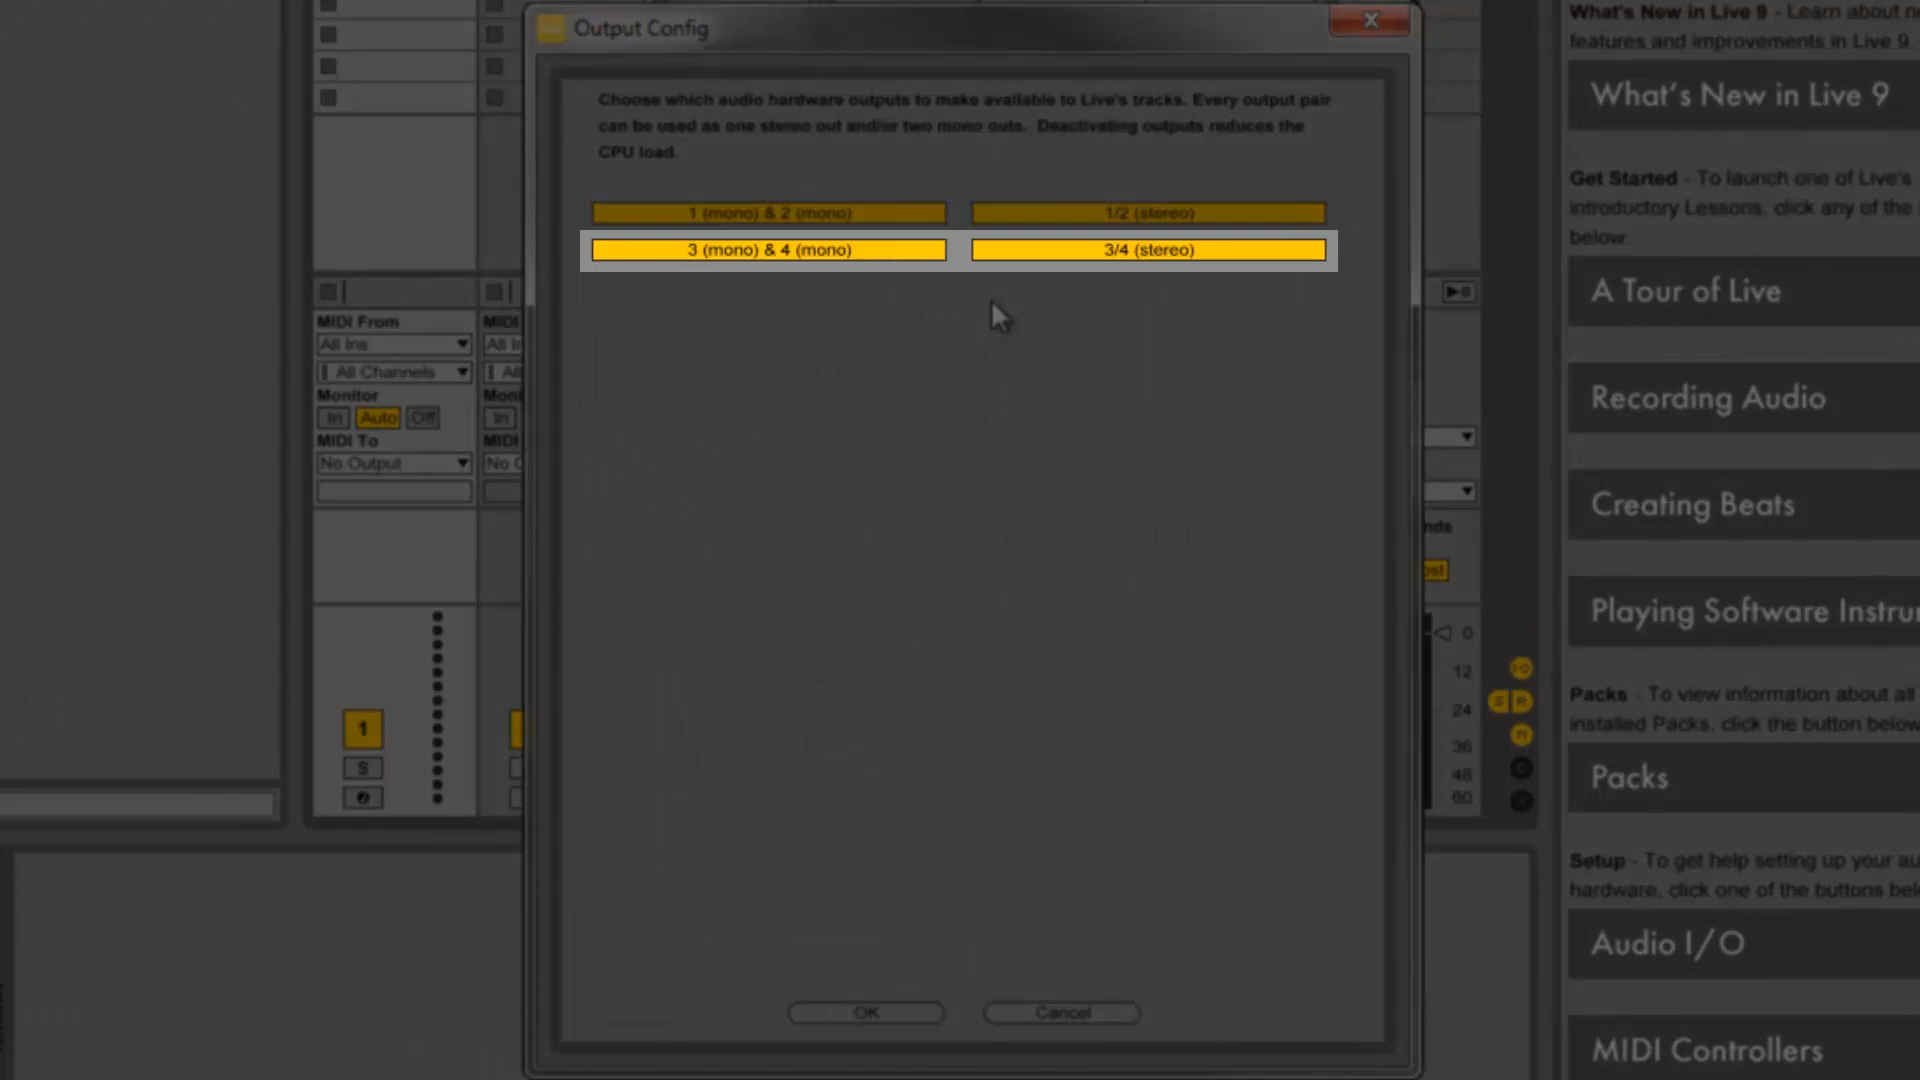 Output Config
Choose which audio hardware outputs to make available to Live's tracks. Every output pair
can be used as one stereo out and/or two mono outs. Deactivating outputs reduces the
CPU load.
1 (mono) & 2 (mono)
1/2 (stereo)
3 (mono) & 4 (mono)
3/4 (stereo)
OK
Cancel
MIDI From
All Ins
All Channels
Monitor
In
Auto
Off
MIDI To
No Output
1
S
MIDI
In
MIDI
0
12
24
36
48
60
S
R
What's New in Live 9 - Learn about
features and improvements in Live 9.
What's New in Live 9
Get Started - To launch one of Live's
introductory Lessons, click any of the
below.
A Tour of Live
Recording Audio
Creating Beats
Playing Software
Packs - To view information about all
installed Packs, click the button below
Packs
Setup - To get help setting up your
hardware, click one of the buttons
Audio I/O
MIDI Controllers